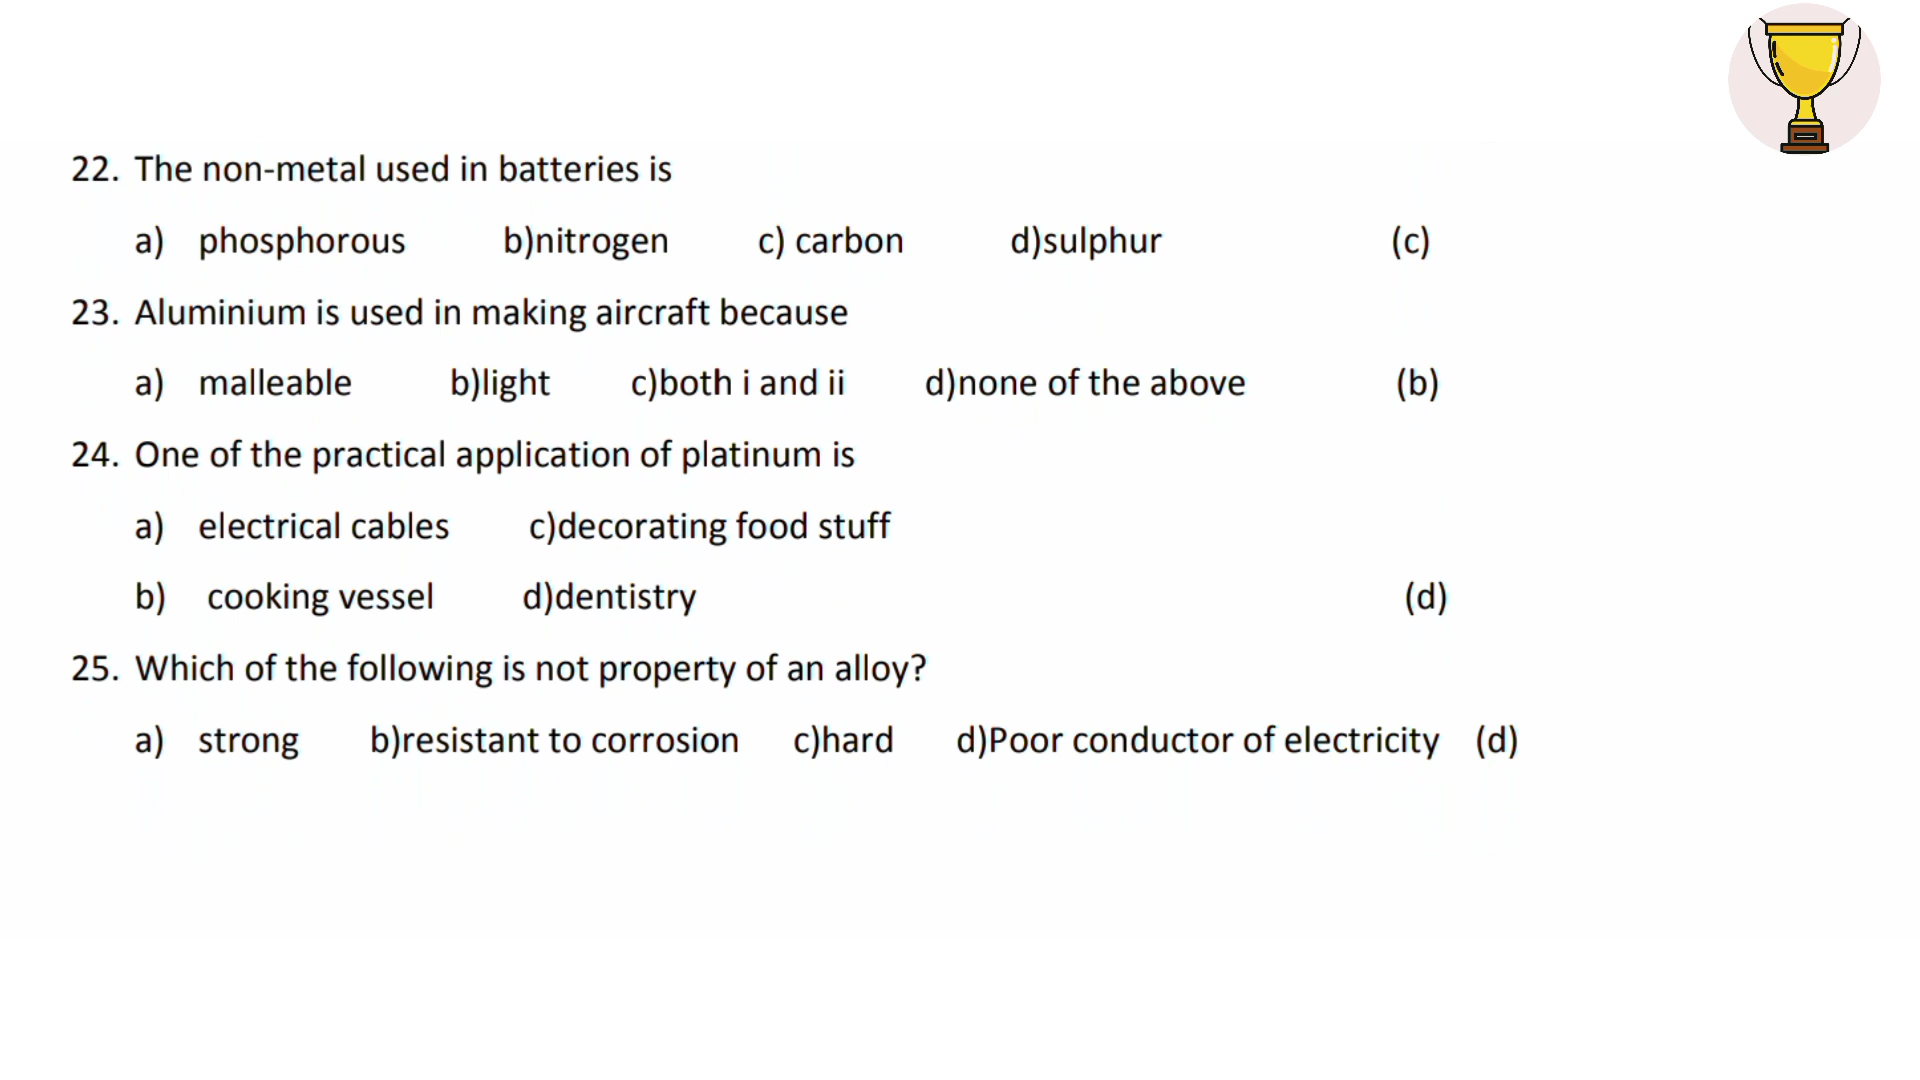 22. The non-metal used in batteries is
a) phosphorous b)nitrogen c) carbon d)sulphur (c)
23. Aluminium is used in making aircraft because
a) malleable b)light c)both i and ii d)none of the above (b)
24. One of the practical application of platinum is
a) electrical cables c)decorating food stuff
b) cooking vessel d)dentistry (d)
25. Which of the following is not property of an alloy?
a) strong b)resistant to corrosion c)hard d)Poor conductor of electricity (d)